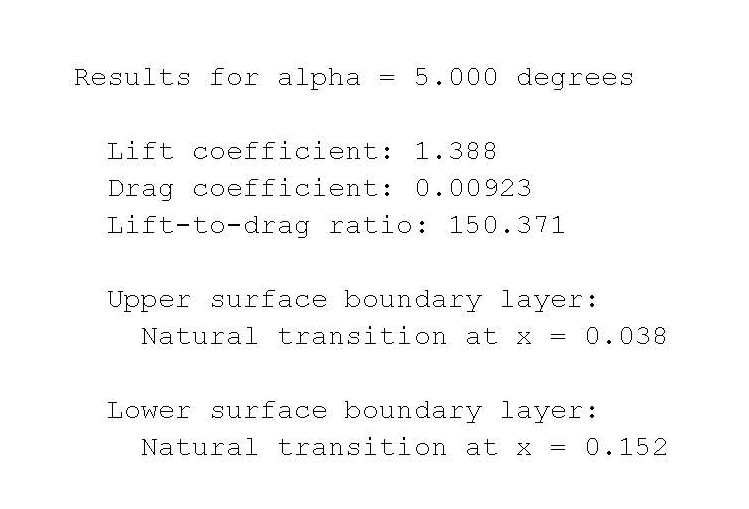 Results for alpha = 5.000 degrees
Lift coefficient: 1.388
Drag coefficient: 0.00923
Lift-to-drag ratio: 150.371
Upper surface boundary layer:
Natural transition at x = 0.038
Lower surface boundary layer:
Natural transition at x = 0.152